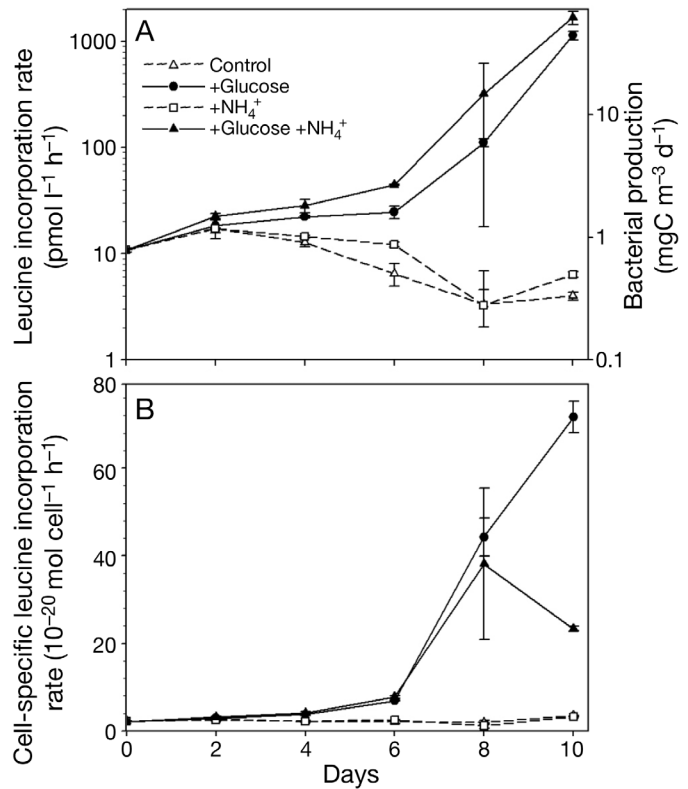 A
Control
+Glucose
+NH₄⁺
+Glucose +NH₄⁺
Leucine incorporation rate
(pmol l⁻¹ h⁻¹)
1000
100
10
1
Bacterial production
(mgC m⁻³ d⁻¹)
10
1
0.1
B
Cell-specific leucine incorporation
rate (10⁻²⁰ mol cell⁻¹ h⁻¹)
80
60
40
20
0
0 2 4 6 8 10
Days